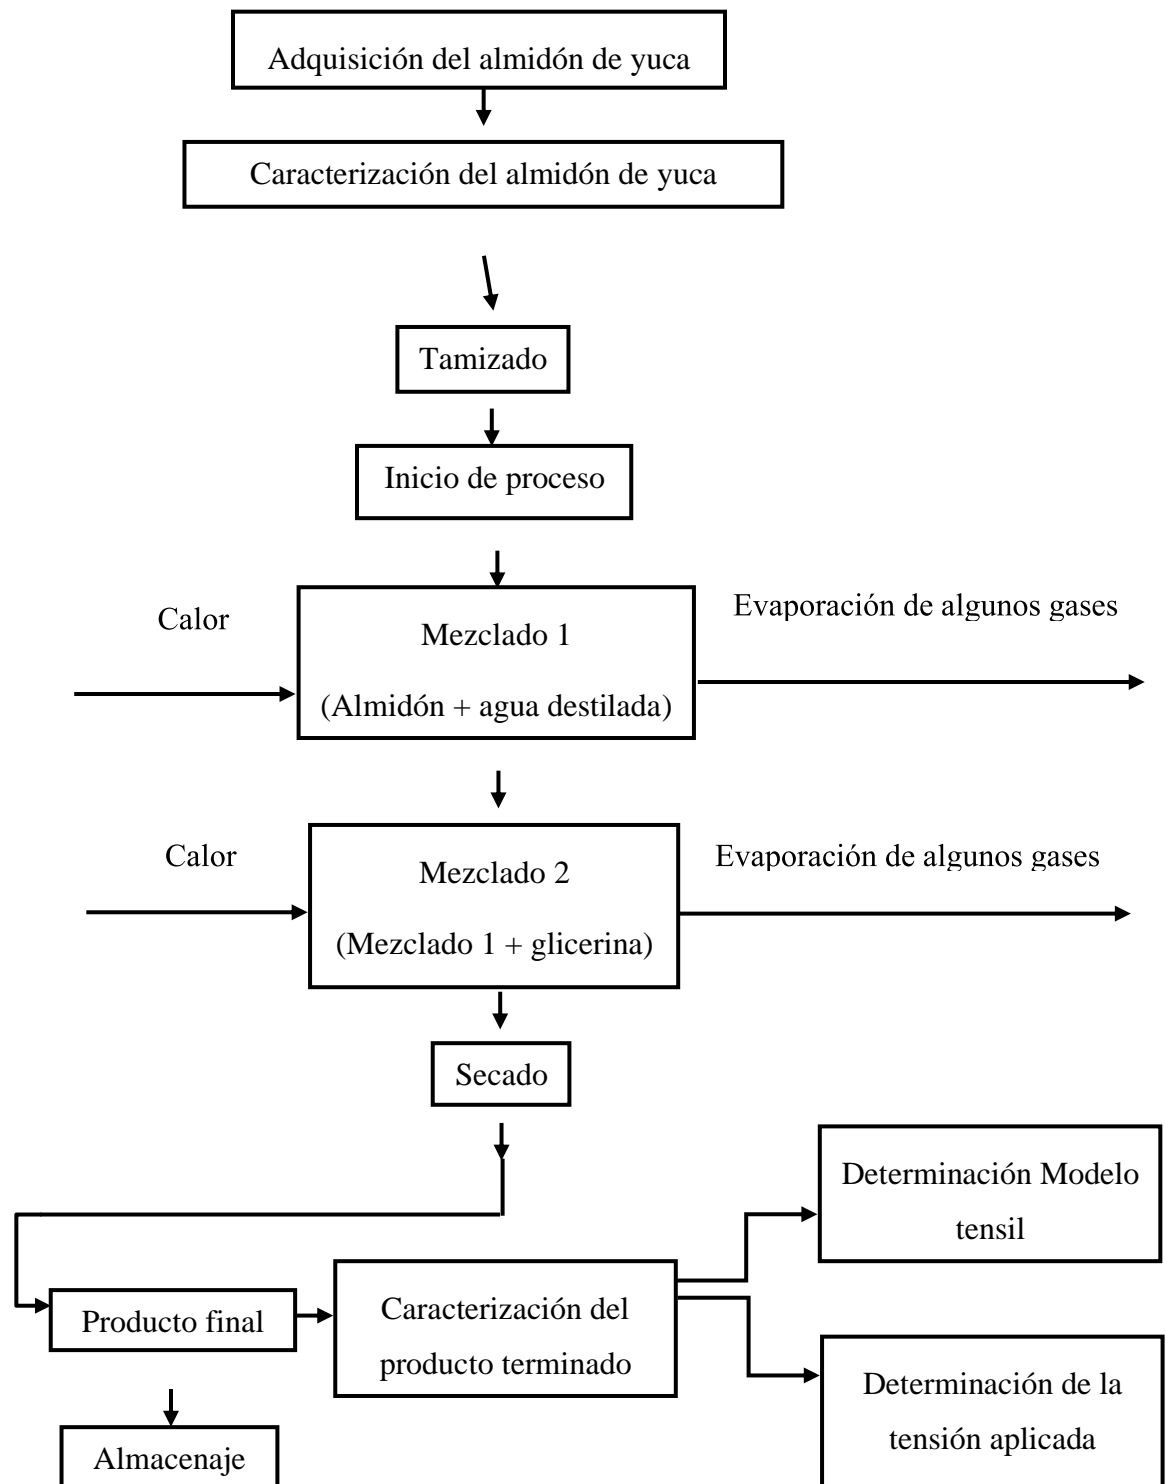 Adquisición del almidón de yuca
Caracterización del almidón de yuca
Tamizado
Inicio de proceso
Calor
Mezclado 1
(Almidón + agua destilada)
Evaporación de algunos gases
Calor
Mezclado 2
(Mezclado 1 + glicerina)
Evaporación de algunos gases
Secado
Determinación Modelo
tensil
Producto final
Caracterización del
producto terminado
Determinación de la
tensión aplicada
Almacenaje